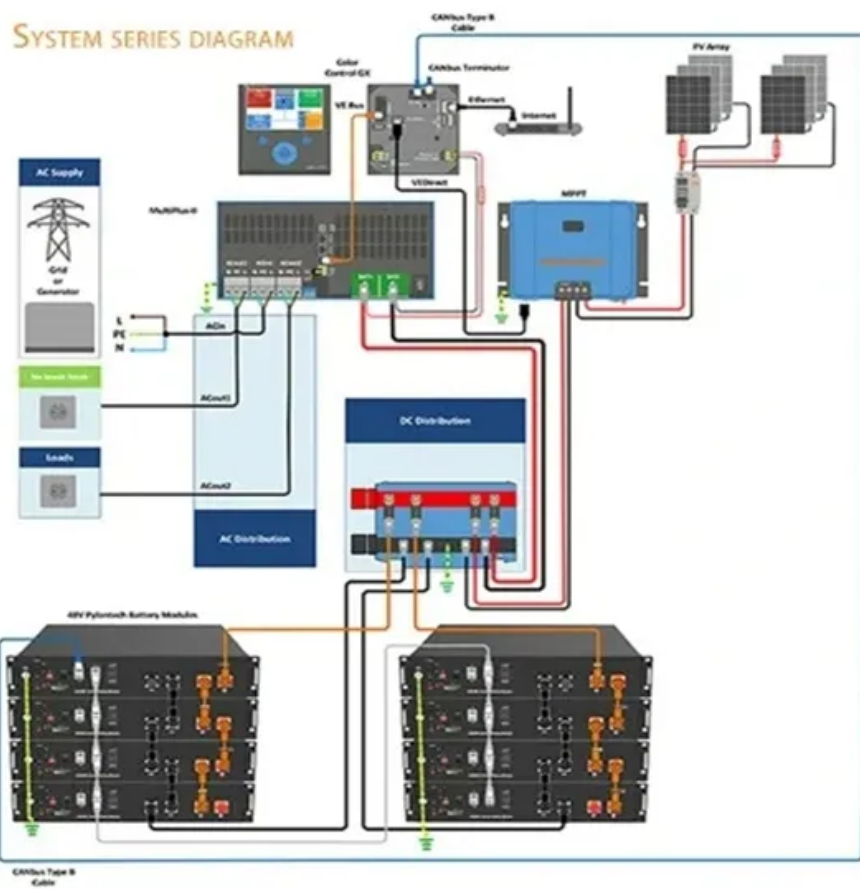 SYSTEM SERIES DIAGRAM
CANbus Type B
Cable
Color
Control GX
CANbus Terminator
PV Array
VE Bus
Ethernet
Internet
AC Supply
VE Direct
MPPT
MultiPlus-II
Grid
or
Generator
L
PE
N
ACin
ACout1
Loads
DC Distribution
ACout2
AC Distribution
48V Pylontech Battery Modules
CANbus Type B
Cable